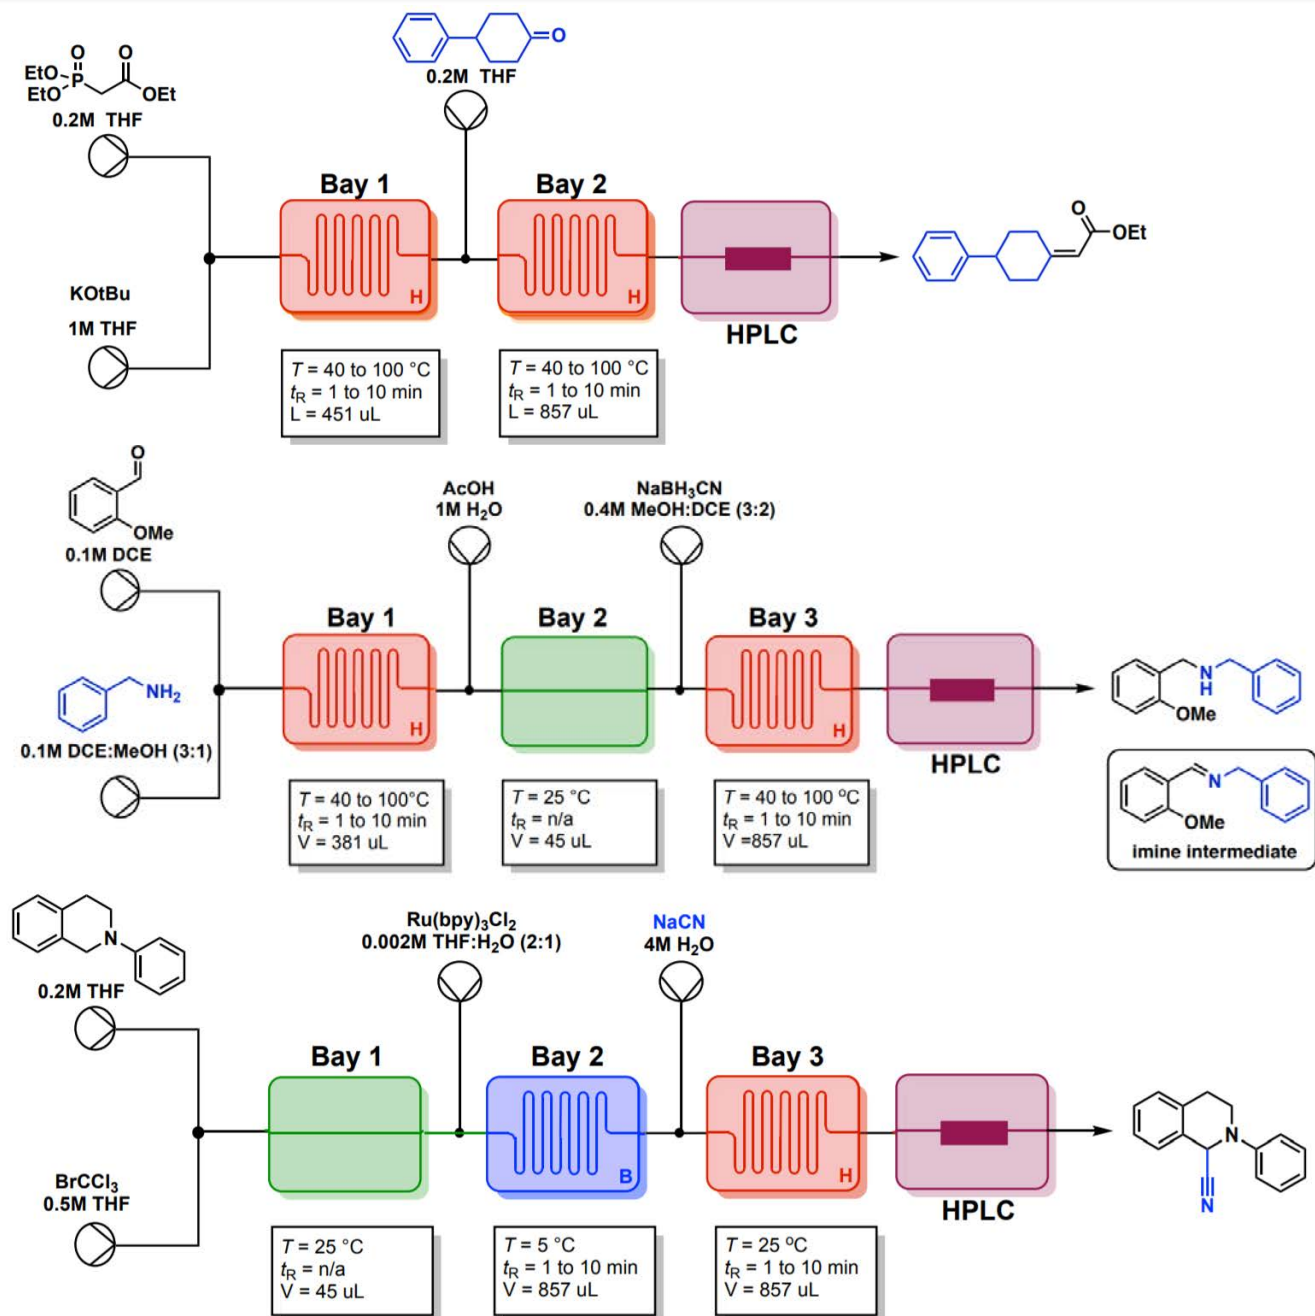 O
O
EtO
P
EtO
OEt
0.2M THF
O
0.2M THF
KOtBu
1M THF
Bay 1
H
T = 40 to 100 °C
tR = 1 to 10 min
L = 451 uL
Bay 2
H
T = 40 to 100 °C
tR = 1 to 10 min
L = 857 uL
HPLC
O
OEt
O
OMe
0.1M DCE
NH2
0.1M DCE:MeOH (3:1)
Bay 1
H
T = 40 to 100°C
tR = 1 to 10 min
V = 381 uL
AcOH
1M H2O
Bay 2
T = 25 °C
tR = n/a
V = 45 uL
NaBH3CN
0.4M MeOH:DCE (3:2)
Bay 3
H
T = 40 to 100 ºC
tR = 1 to 10 min
V =857 uL
HPLC
N
H
OMe
N
OMe
imine intermediate
N
0.2M THF
BrCCl3
0.5M THF
Bay 1
T = 25 °C
tR = n/a
V = 45 uL
Ru(bpy)3Cl2
0.002M THF:H2O (2:1)
Bay 2
B
T = 5 °C
tR = 1 to 10 min
V = 857 uL
NaCN
4M H2O
Bay 3
H
T = 25 ºC
tR = 1 to 10 min
V = 857 uL
HPLC
N
N